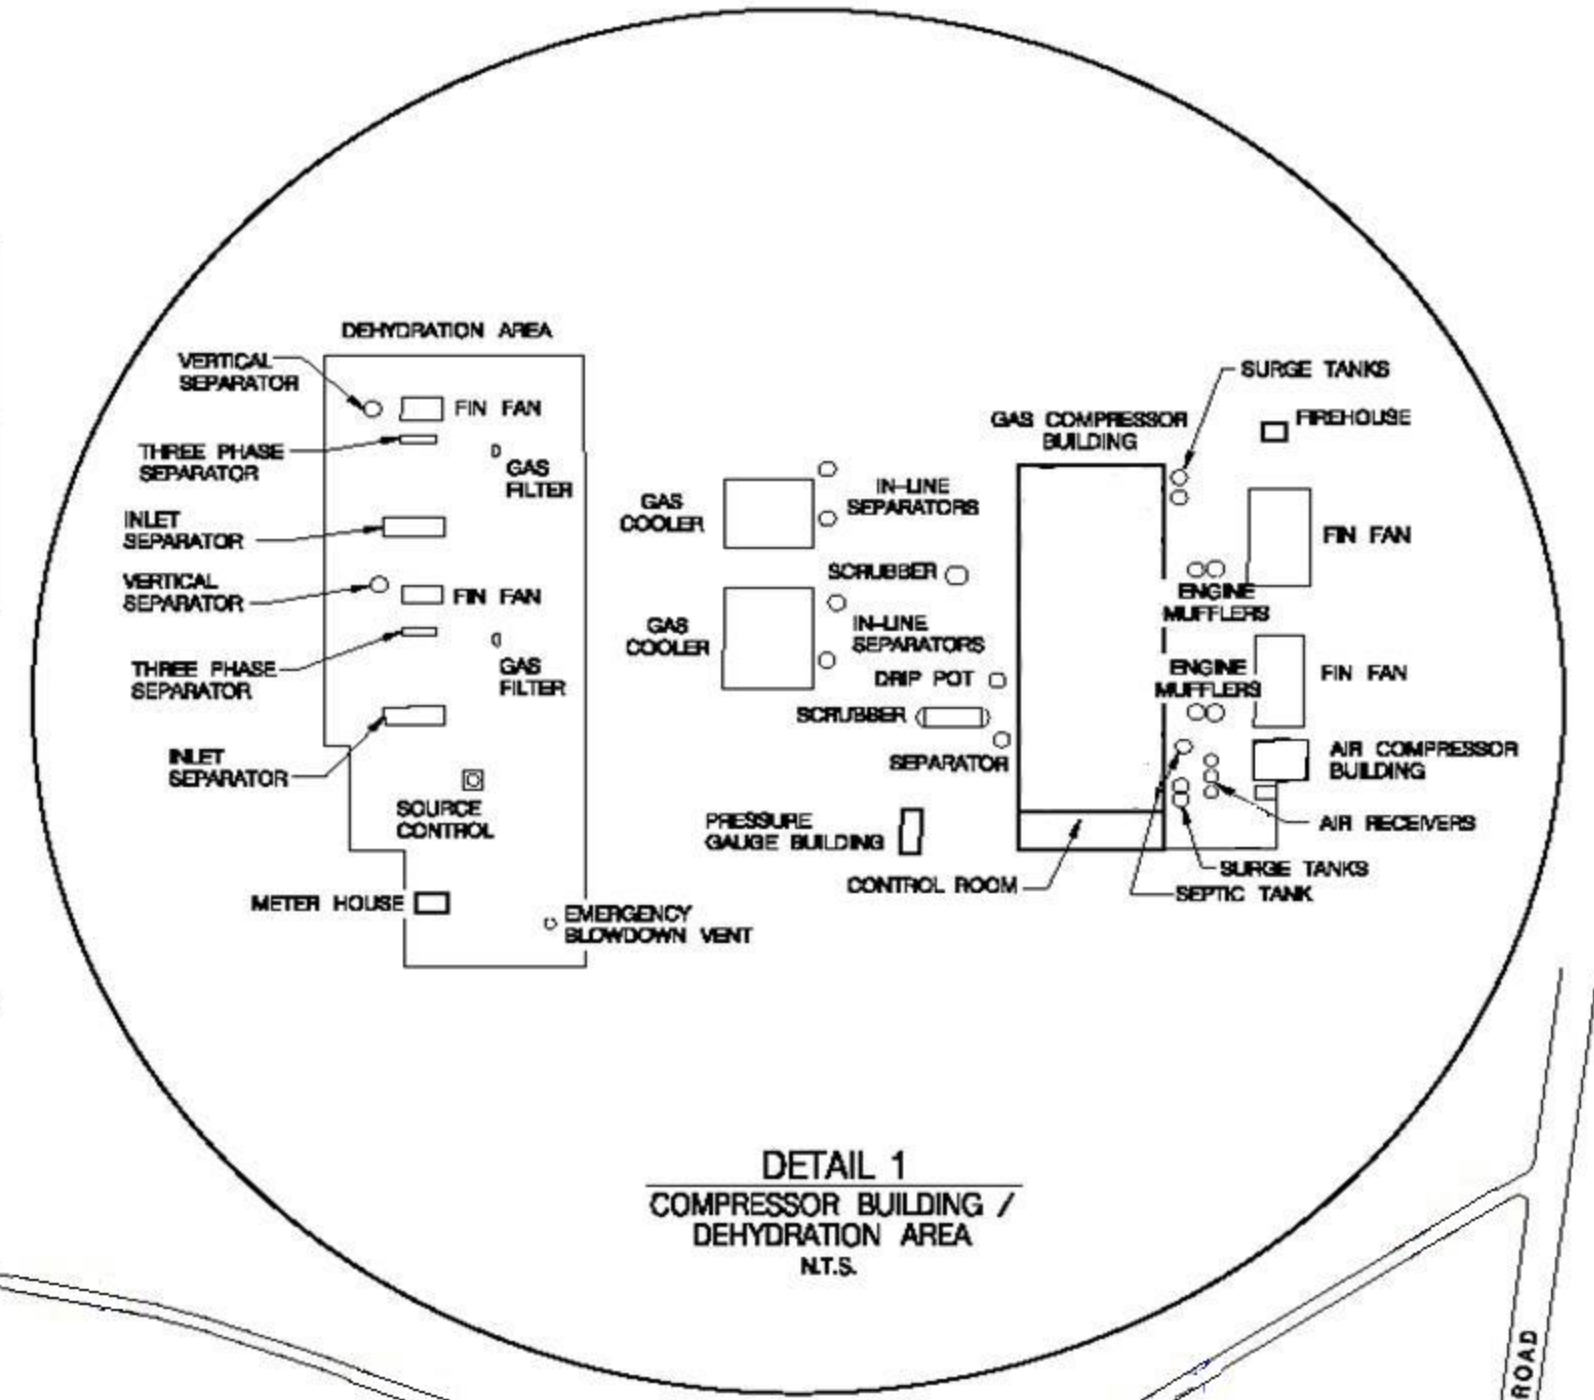 DEHYDRATION AREA
VERTICAL
SEPARATOR
FIN FAN
THREE PHASE
SEPARATOR
GAS
FILTER
INLET
SEPARATOR
VERTICAL
SEPARATOR
FIN FAN
THREE PHASE
SEPARATOR
GAS
FILTER
INLET
SEPARATOR
SOURCE
CONTROL
METER HOUSE
EMERGENCY
BLOWDOWN VENT
GAS
COOLER
IN-LINE
SEPARATORS
SCRUBBER
GAS
COOLER
IN-LINE
SEPARATORS
DRIP POT
SCRUBBER
SEPARATOR
PRESSURE
GAUGE BUILDING
CONTROL ROOM
GAS COMPRESSOR
BUILDING
SURGE TANKS
FIREHOUSE
FIN FAN
ENGINE
MUFFLERS
ENGINE
MUFFLERS
FIN FAN
AIR COMPRESSOR
BUILDING
AIR RECEIVERS
SURGE TANKS
SEPTIC TANK
DETAIL 1
COMPRESSOR BUILDING /
DEHYDRATION AREA
N.T.S.
ROAD